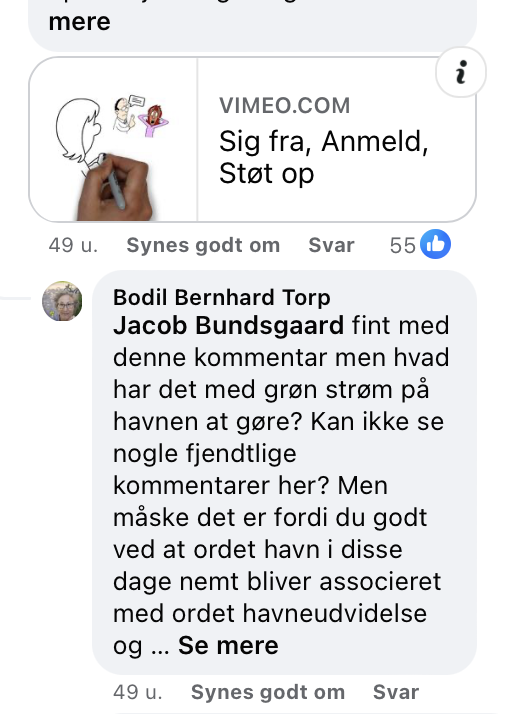 mere
VIMEO.COM
Sig fra, Anmeld,
Støt op
49 u. Synes godt om Svar 55
Bodil Bernhard Torp
Jacob Bundsgaard fint med
denne kommentar men hvad
har det med grøn strøm på
havnen at gøre? Kan ikke se
nogle fjendtlige
kommentarer her? Men
måske det er fordi du godt
ved at ordet havn i disse
dage nemt bliver associeret
med ordet havneudvidelse
og ... Se mere
49 u. Synes godt om Svar